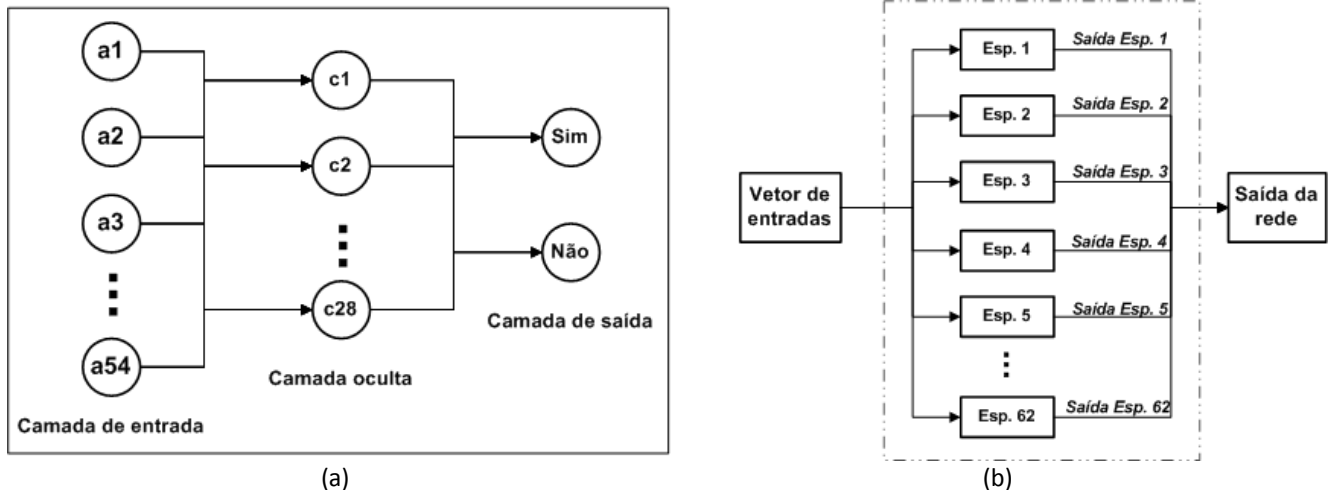 a1
a2
a3
a54
Camada de entrada
c1
c2
c28
Camada oculta
Sim
Não
Camada de saída
(a)
Vetor de
entradas
Esp. 1
Saída Esp. 1
Esp. 2
Saída Esp. 2
Esp. 3
Saída Esp. 3
Esp. 4
Saída Esp. 4
Esp. 5
Saída Esp. 5
Esp. 62
Saída Esp. 62
Saída da
rede
(b)